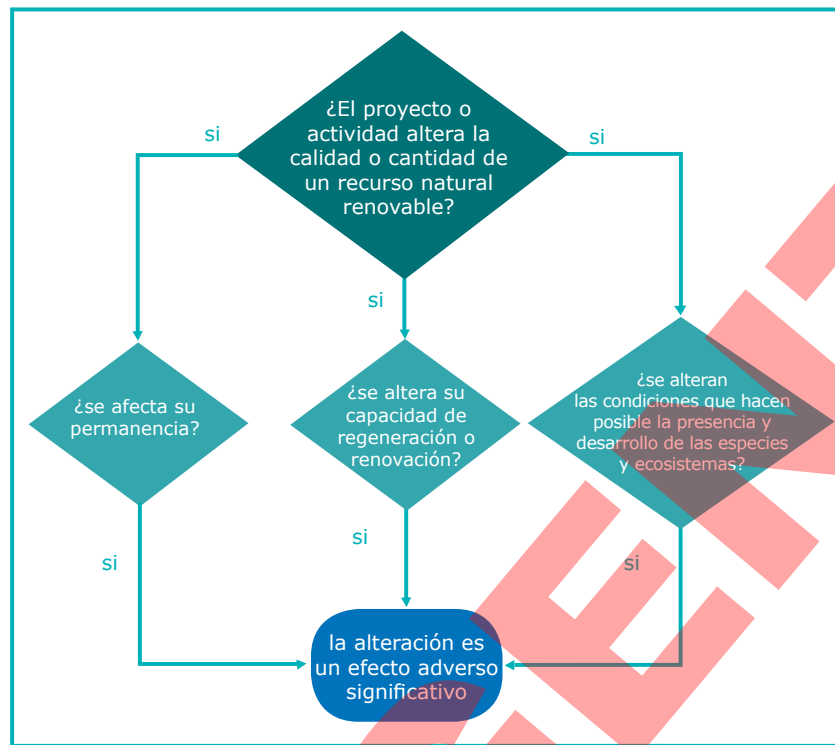 ¿El proyecto o
actividad altera la
calidad o cantidad de
un recurso natural
renovable?
si
si
si
¿se afecta su
permanencia?
¿se altera su
capacidad de
regeneración o
renovación?
¿se alteran
las condiciones que hacen
posible la presencia y
desarrollo de las especies
y ecosistemas?
si
si
si
la alteración es
un efecto adverso
significativo